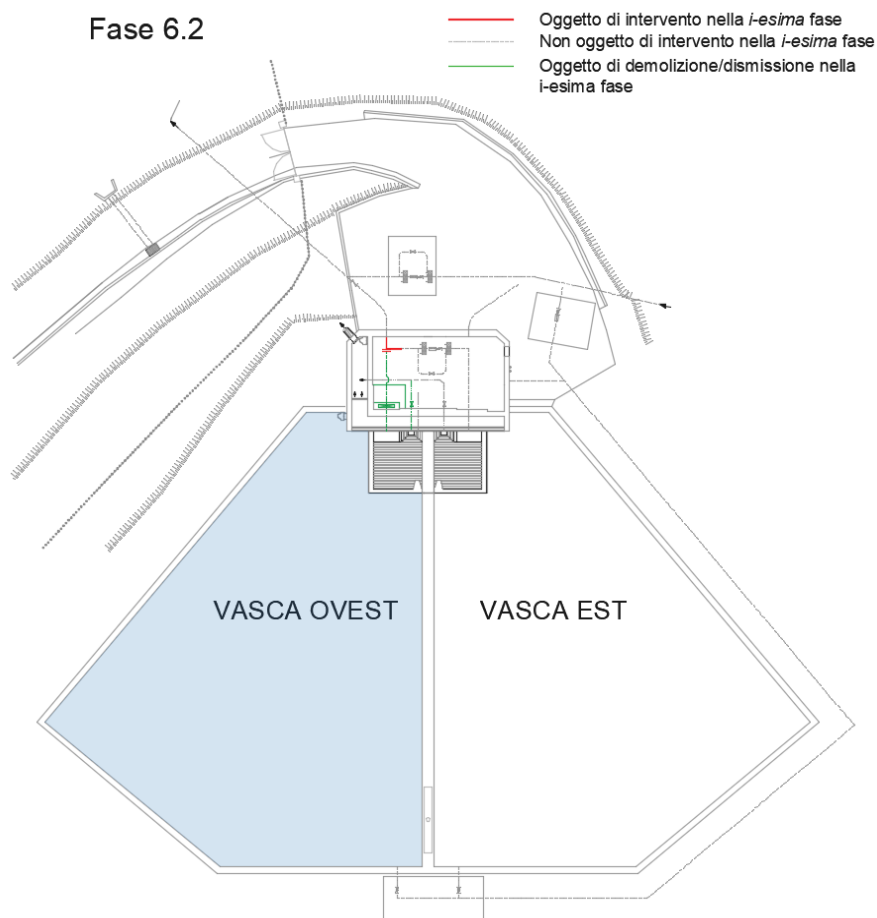 Fase 6.2
Oggetto di intervento nella i-esima fase
Non oggetto di intervento nella i-esima fase
Oggetto di demolizione/dismissione nella
i-esima fase
VASCA OVEST
VASCA EST